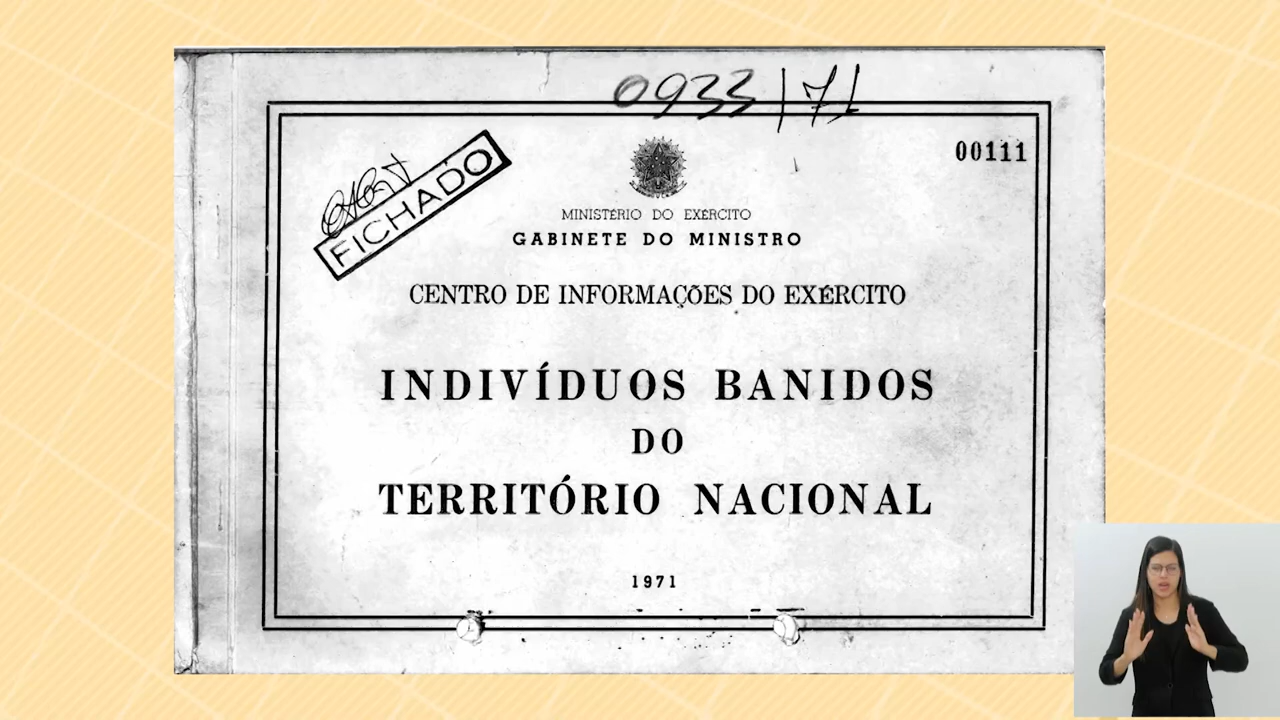 0933/71
00111
FICHADO
MINISTÉRIO DO EXÉRCITO
GABINETE DO MINISTRO
CENTRO DE INFORMAÇÕES DO EXÉRCITO
INDIVÍDUOS BANIDOS
DO
TERRITÓRIO NACIONAL
1971